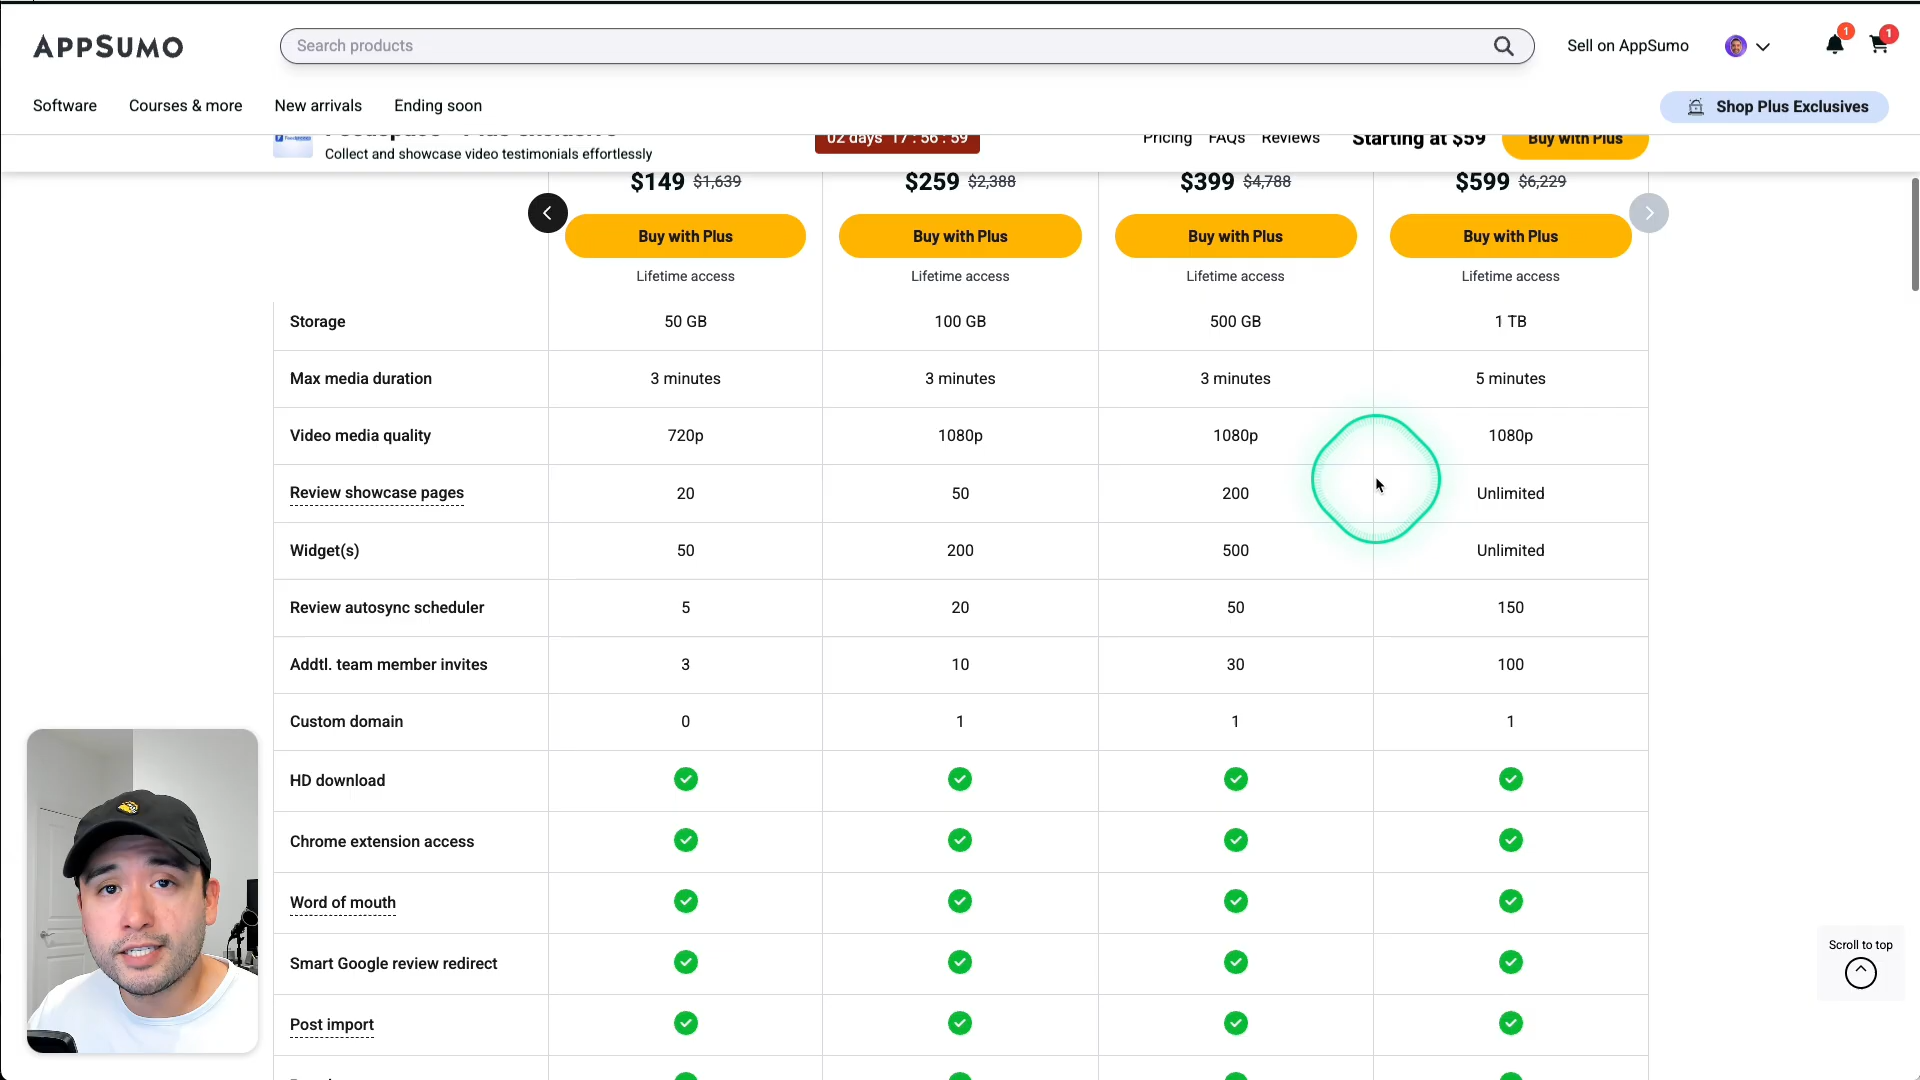 APPSUMO
Search products
Sell on AppSumo
1
1
Software
Courses & more
New arrivals
Ending soon
Shop Plus Exclusives
Collect and showcase video testimonials effortlessly
02 days 17 : 56 : 59
Pricing
FAQs
Reviews
Starting at $59
Buy with Plus
$149 $1,639
$259 $2,388
$399 $4,788
$599 $6,229
Buy with Plus
Buy with Plus
Buy with Plus
Buy with Plus
Lifetime access
Lifetime access
Lifetime access
Lifetime access
Storage 50 GB 100 GB 500 GB 1 TB
Max media duration 3 minutes 3 minutes 3 minutes 5 minutes
Video media quality 720p 1080p 1080p 1080p
Review showcase pages 20 50 200 Unlimited
Widget(s) 50 200 500 Unlimited
Review autosync scheduler 5 20 50 150
Addtl. team member invites 3 10 30 100
Custom domain 0 1 1 1
HD download
Chrome extension access
Word of mouth
Smart Google review redirect
Post import
Scroll to top